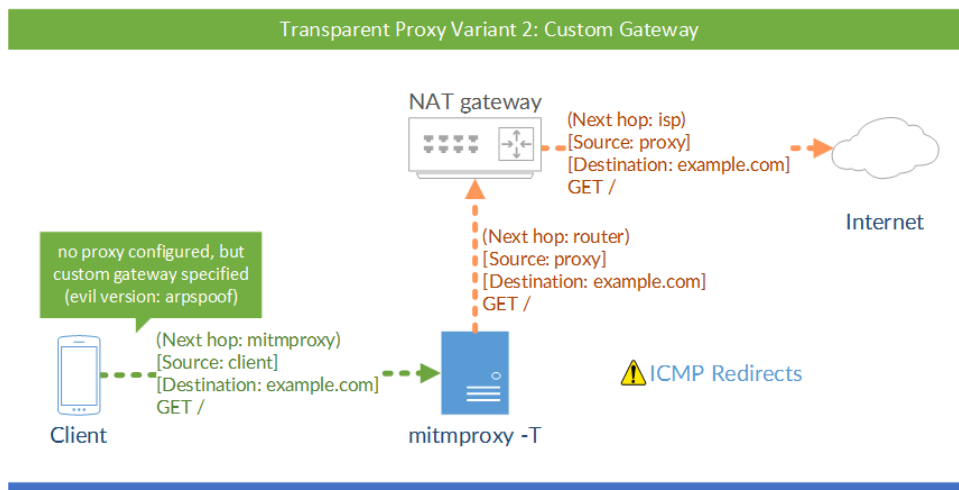 Transparent Proxy Variant 2: Custom Gateway
NAT gateway
(Next hop: isp)
[Source: proxy]
[Destination: example.com]
GET /
Internet
(Next hop: router)
[Source: proxy]
[Destination: example.com]
GET /
no proxy configured, but
custom gateway specified
(evil version: arpspoof)
(Next hop: mitmproxy)
[Source: client]
[Destination: example.com]
GET /
Client
mitmproxy -T
ICMP Redirects